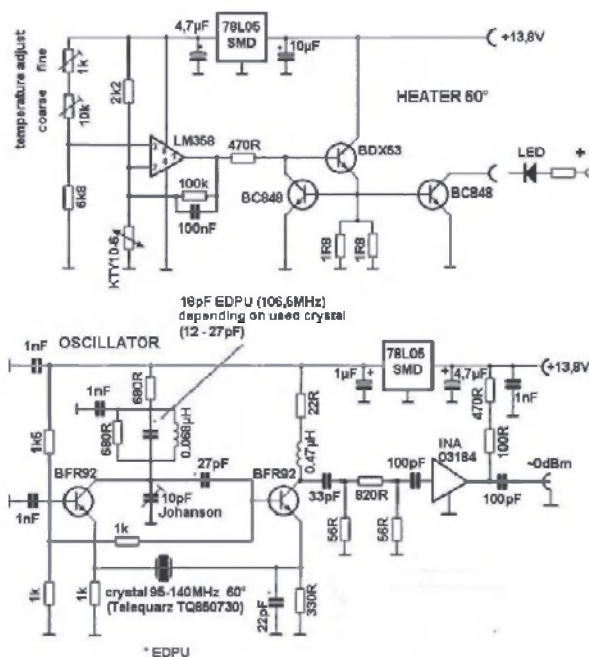 4,7µF
78L05
SMD
10µF
+13,8V
temperature adjust
coarse fine
1k
10k
2k2
HEATER 60°
LM358
470R
BDX53
LED
+
6k8
100k
100nF
BC848
BC848
KTY10-6
1R8
1R8
18pF EDPU (106,5MHz)
depending on used crystal
(12 - 27pF)
OSCILLATOR
1nF
680R
1nF
680R
0.068µH
1µF
+
78L05
SMD
+
4,7µF
+13,8V
1nF
470R
100R
22R
0.47µH
1k5
BFR92
27pF
BFR92
10pF
Johanson
1nF
INA
03184
~0dBm
100pF
100pF
33pF
820R
56R
56R
1k
1k
1k
crystal 95-140MHz 60°
(Telequarz TQ850730)
22pF
330R
* EDPU